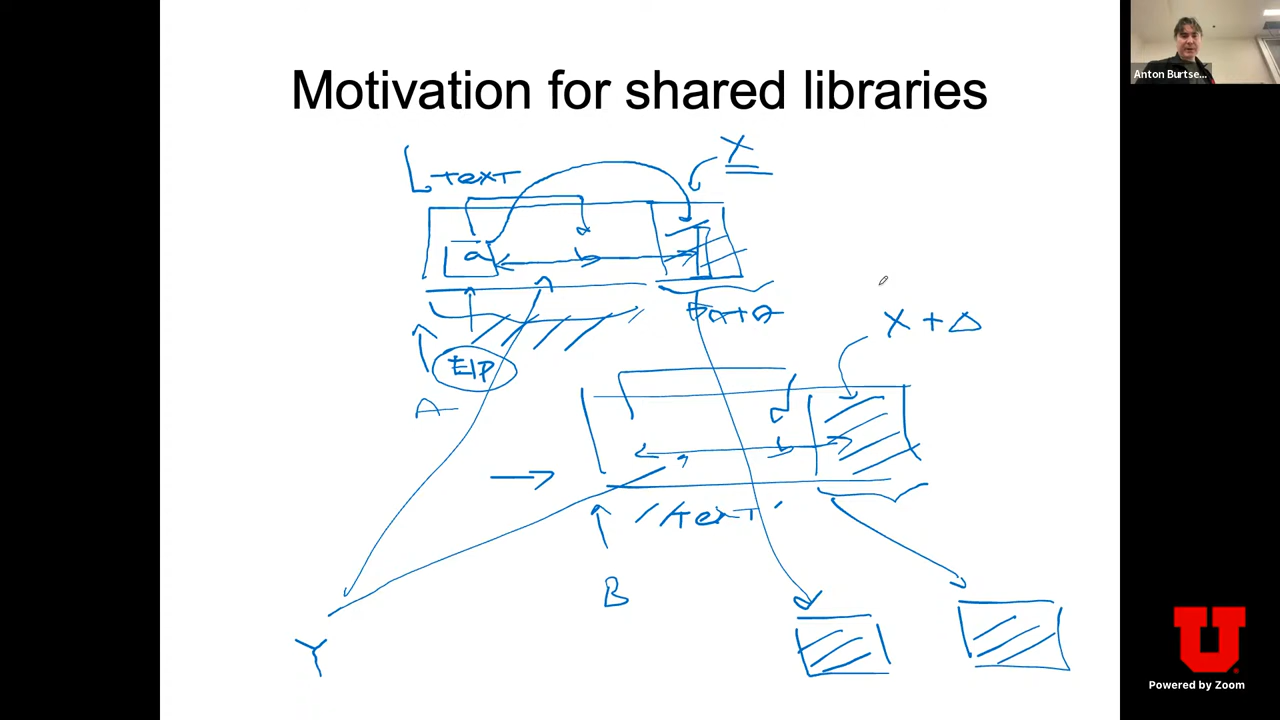 Motivation for shared libraries
Anton Burtse...
X
text
a
Data
X + Δ
EIP
A
text
B
Y
U
Powered by Zoom